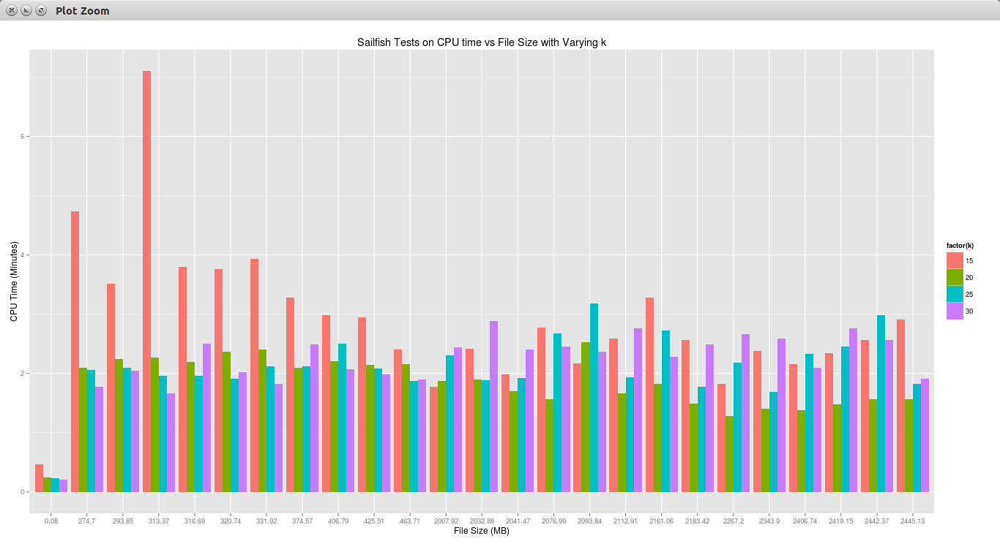 Plot Zoom
Sailfish Tests on CPU time vs File Size with Varying k
CPU Time (Minutes)
6
4
2
0
0.08 274.7 293.85 313.37 316.69 320.74 331.92 374.57 406.79 425.51 463.71 2007.92 2032.88 2041.47 2076.99 2093.84 2112.91 2161.06 2183.42 2267.2 2343.9 2406.74 2419.15 2442.37 2445.13
File Size (MB)
factor(k)
15
20
25
30